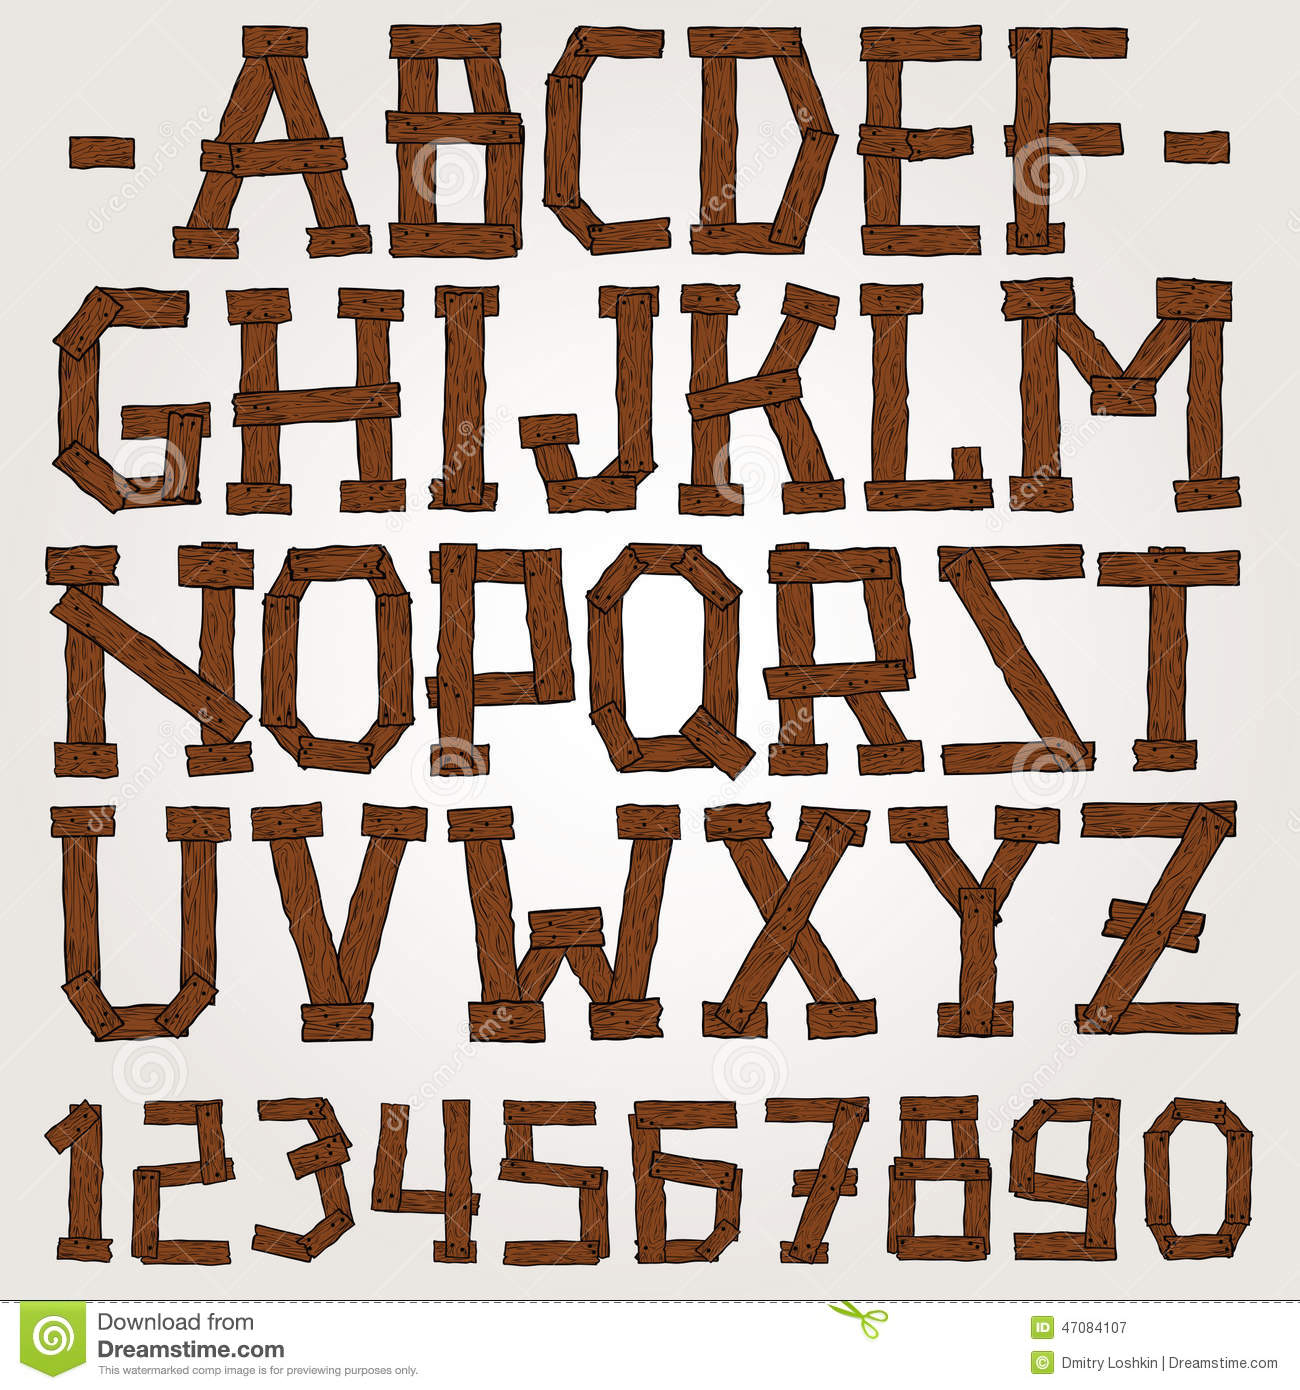 -ABCDEF-
GHIJKLM
NOPQRST
UVWXYZ
1234567890
Download from
Dreamstime.com
This watermarked comp image is for previewing purposes only.
ID 47084107
© Dmitry Loshkin | Dreamstime.com